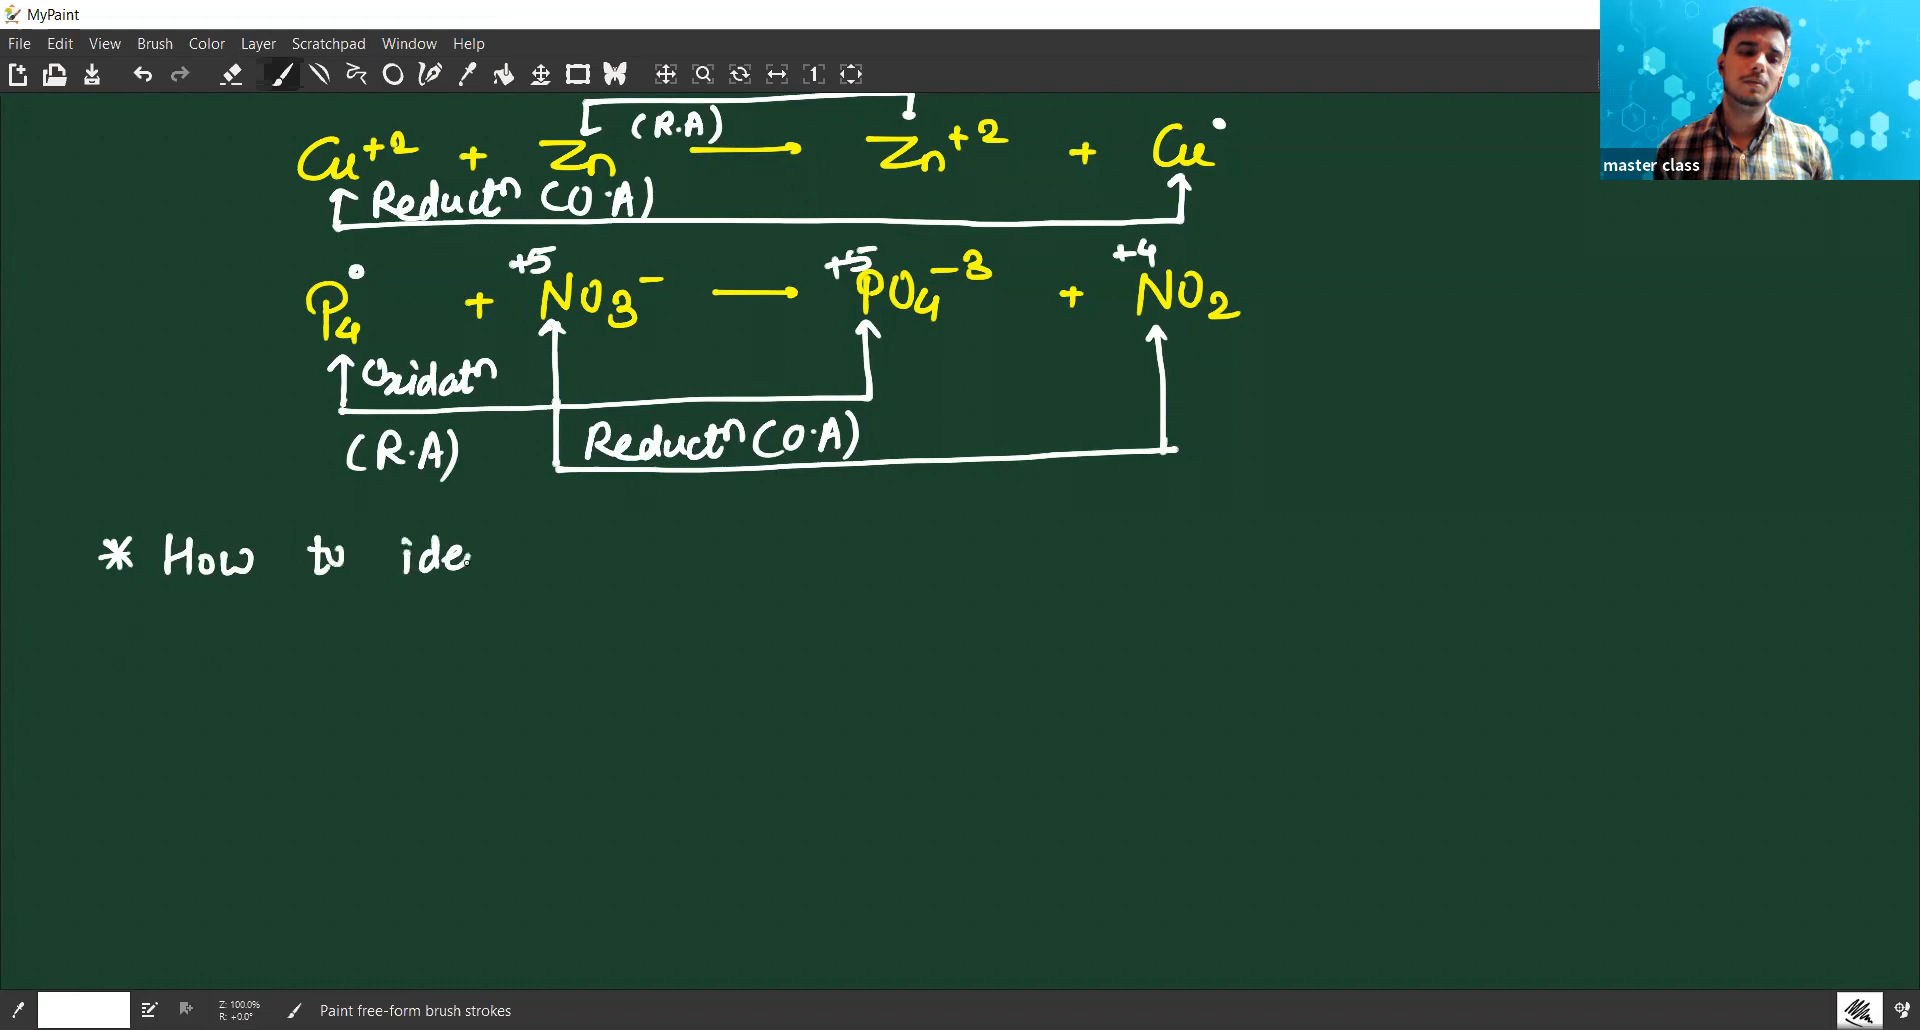 MyPaint
File Edit View Brush Color Layer Scratchpad Window Help
master class
(R.A)
Cu+2 + Zn → Zn+2 + Cu°
Reductⁿ (O.A)
+5 +5 +4
P4° + NO3⁻ → PO4⁻³ + NO2
Oxidatⁿ
(R.A)
Reductⁿ (O.A)
* How to ide
Z: 100.0%
R: +0.0°
Paint free-form brush strokes